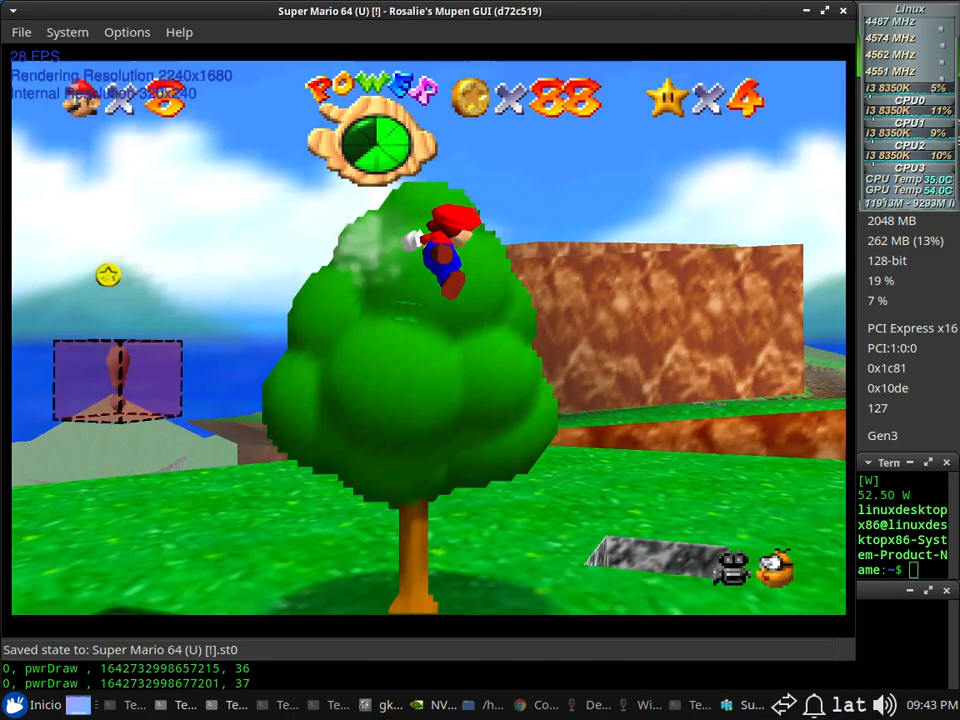 Super Mario 64 (U) [!] - Rosalie's Mupen GUI (d72c519)
File System Options Help
28 FPS
Rendering Resolution 2240x1680
Internal Resolution 320x240
× 6
POWER
× 88
× 4
Saved state to: Super Mario 64 (U) [!].st0
0, pwrDraw , 1642732998657215, 36
0, pwrDraw , 1642732998677201, 37
Linux
4487 MHz
4574 MHz
4562 MHz
4551 MHz
I3 8350K 5%
CPU0
I3 8350K 11%
CPU1
I3 8350K 9%
CPU2
I3 8350K 10%
CPU3
CPU Temp 35,0C
GPU Temp 54,0C
2048 MB
262 MB (13%)
128-bit
19 %
7 %
PCI Express x16
PCI:1:0:0
0x1c81
0x10de
127
Gen3
Tern
[W]
52.50 W
linuxdesktop
x86@linuxdes
ktopx86-Syst
em-Product-N
ame:~$
Inicio Te... Te... Te... Te... Te... gk... NV... /h... Co... De... Wi... Te... Su... lat 09:43 PM